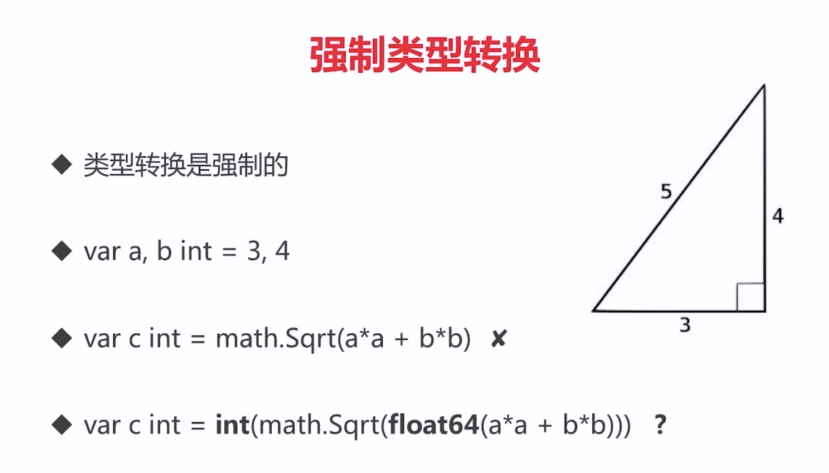 强制类型转换
◆ 类型转换是强制的
◆ var a, b int = 3, 4
◆ var c int = math.Sqrt(a*a + b*b) ✘
◆ var c int = int(math.Sqrt(float64(a*a + b*b))) ?
5
4
3